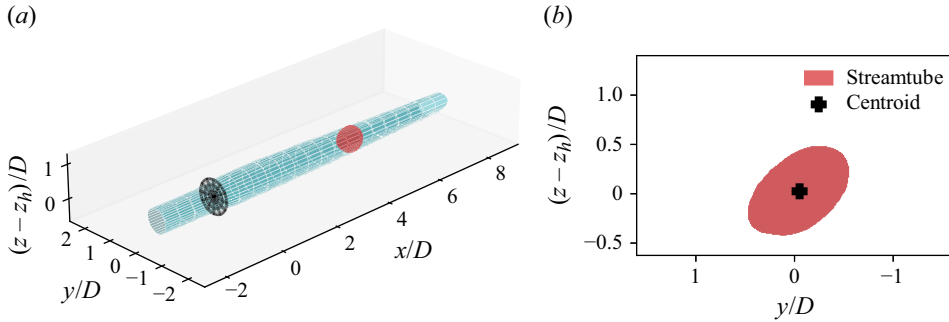 (a)
(z − z_h)/D
1
0
2
1
0
−1
−2
y/D
−2
0
2
4
6
8
x/D
(b)
(z − z_h)/D
1.0
0.5
0
−0.5
Streamtube
Centroid
1
0
−1
y/D